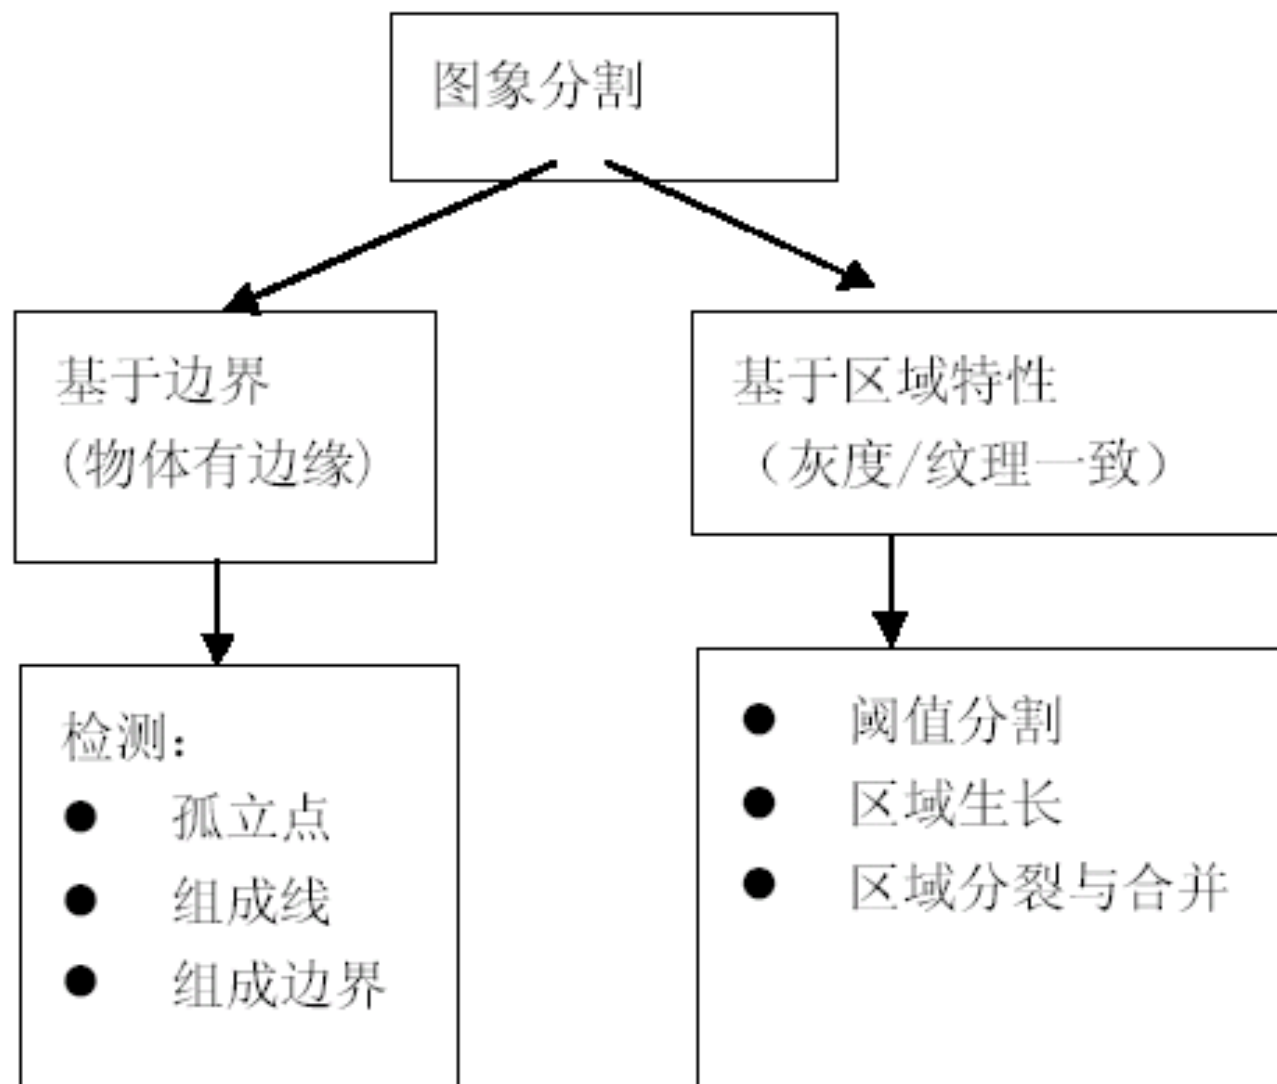 图象分割
基于边界
(物体有边缘)
基于区域特性
（灰度/纹理一致）
检测：
● 孤立点
● 组成线
● 组成边界
● 阈值分割
● 区域生长
● 区域分裂与合并